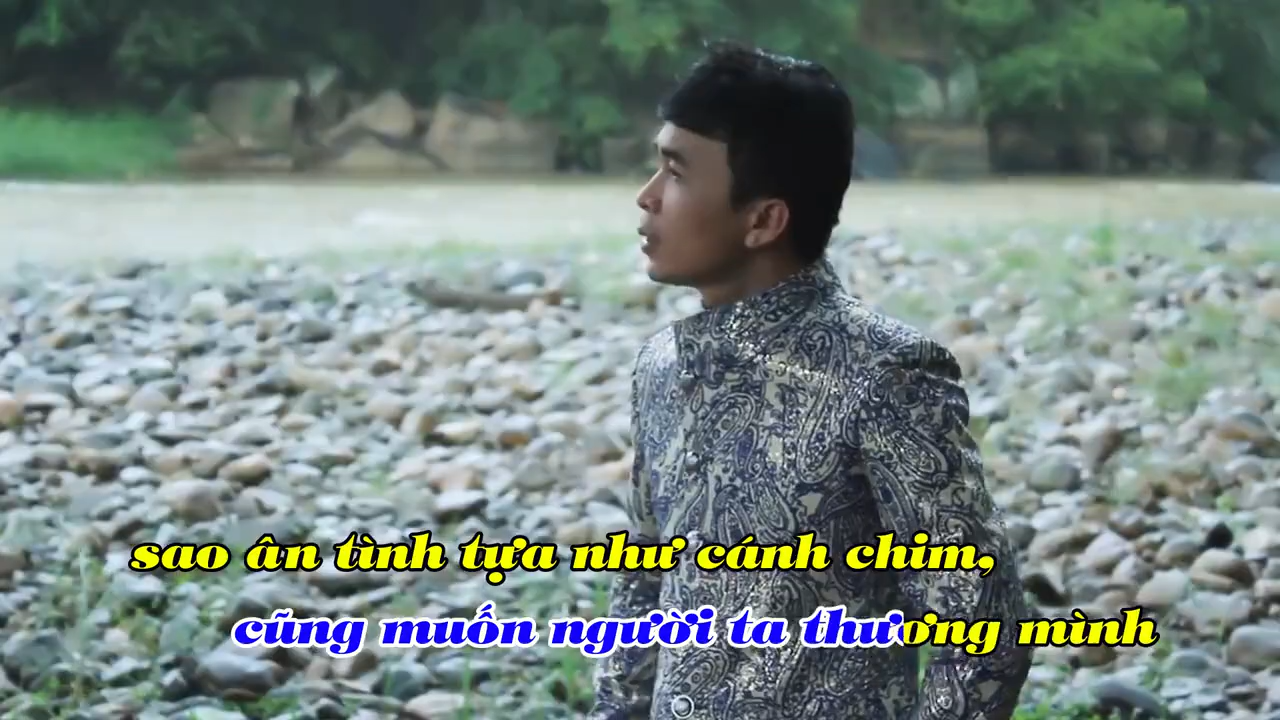 sao ân tình tựa như cánh chim,
cũng muốn người ta thương mình